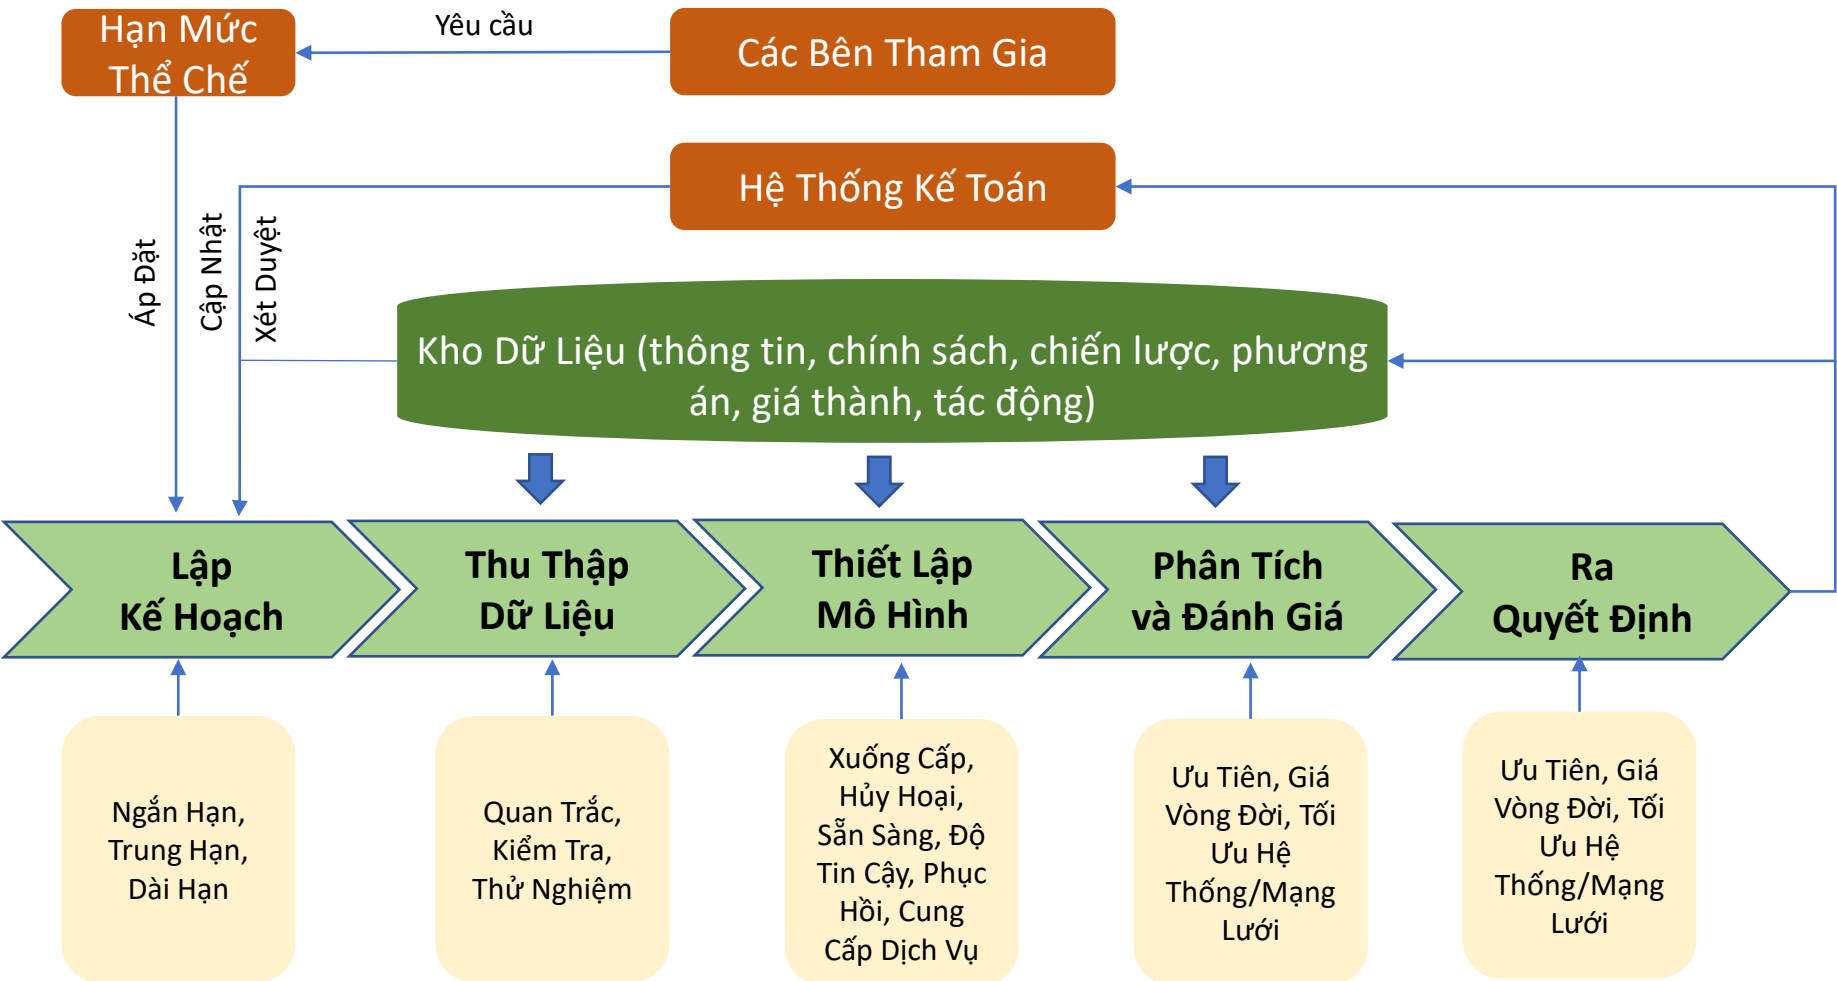 Hạn Mức
Thể Chế
Yêu cầu
Các Bên Tham Gia
Hệ Thống Kế Toán
Áp Đặt
Cập Nhật
Xét Duyệt
Kho Dữ Liệu (thông tin, chính sách, chiến lược, phương
án, giá thành, tác động)
Lập
Kế Hoạch
Thu Thập
Dữ Liệu
Thiết Lập
Mô Hình
Phân Tích
và Đánh Giá
Ra
Quyết Định
Ngắn Hạn,
Trung Hạn,
Dài Hạn
Quan Trắc,
Kiểm Tra,
Thử Nghiệm
Xuống Cấp,
Hủy Hoại,
Sẵn Sàng, Độ
Tin Cậy, Phục
Hồi, Cung
Cấp Dịch Vụ
Ưu Tiên, Giá
Vòng Đời, Tối
Ưu Hệ
Thống/Mạng
Lưới
Ưu Tiên, Giá
Vòng Đời, Tối
Ưu Hệ
Thống/Mạng
Lưới